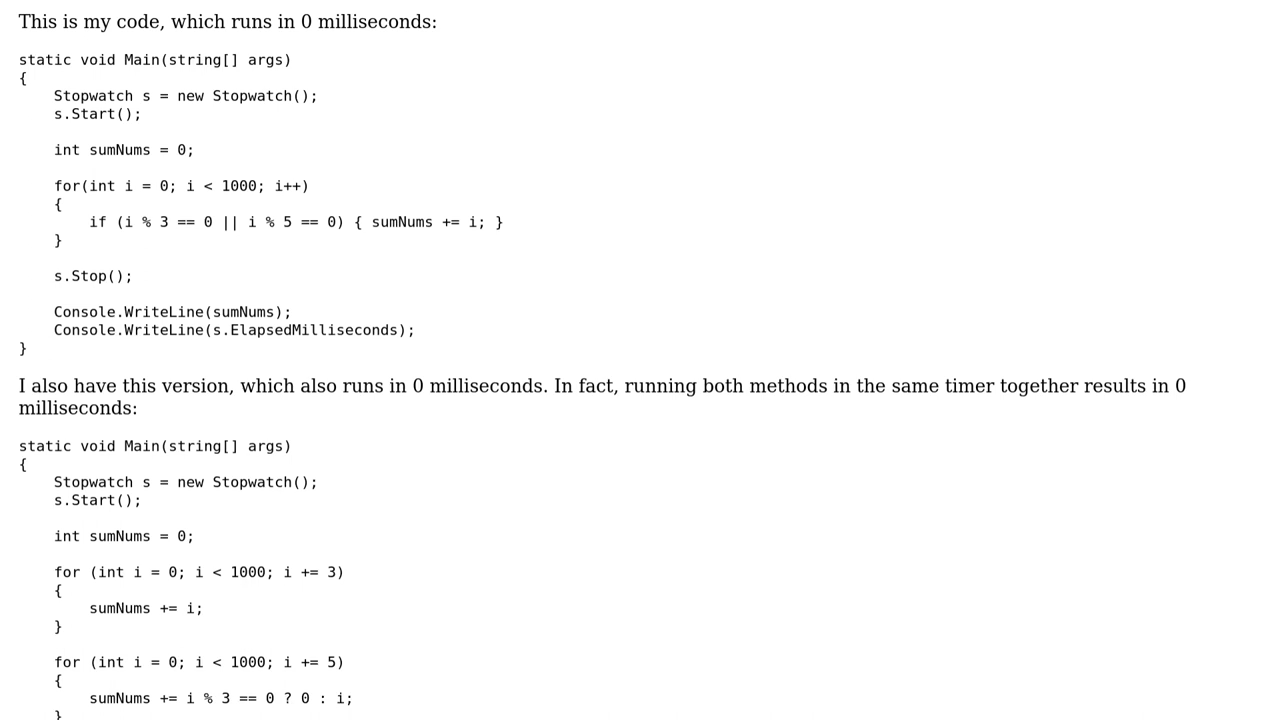 This is my code, which runs in 0 milliseconds:
static void Main(string[] args)
{
    Stopwatch s = new Stopwatch();
    s.Start();

    int sumNums = 0;

    for(int i = 0; i < 1000; i++)
    {
        if (i % 3 == 0 || i % 5 == 0) { sumNums += i; }
    }

    s.Stop();

    Console.WriteLine(sumNums);
    Console.WriteLine(s.ElapsedMilliseconds);
}
I also have this version, which also runs in 0 milliseconds. In fact, running both methods in the same timer together results in 0
milliseconds:
static void Main(string[] args)
{
    Stopwatch s = new Stopwatch();
    s.Start();

    int sumNums = 0;

    for (int i = 0; i < 1000; i += 3)
    {
        sumNums += i;
    }

    for (int i = 0; i < 1000; i += 5)
    {
        sumNums += i % 3 == 0 ? 0 : i;
    }